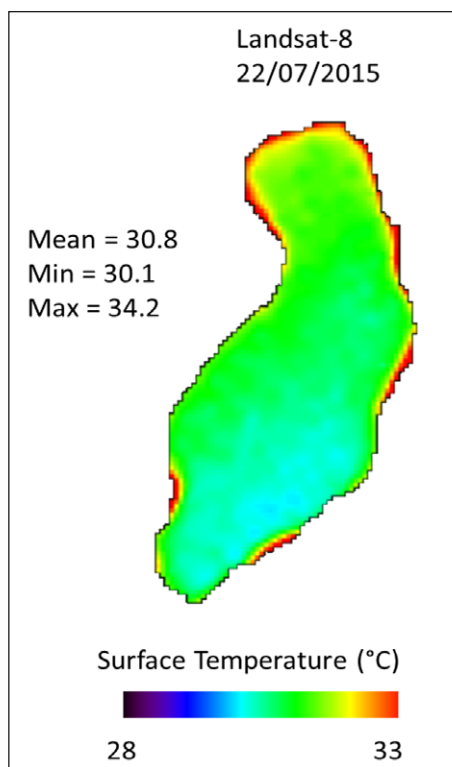 Landsat-8
22/07/2015
Mean = 30.8
Min = 30.1
Max = 34.2
Surface Temperature (°C)
28 33